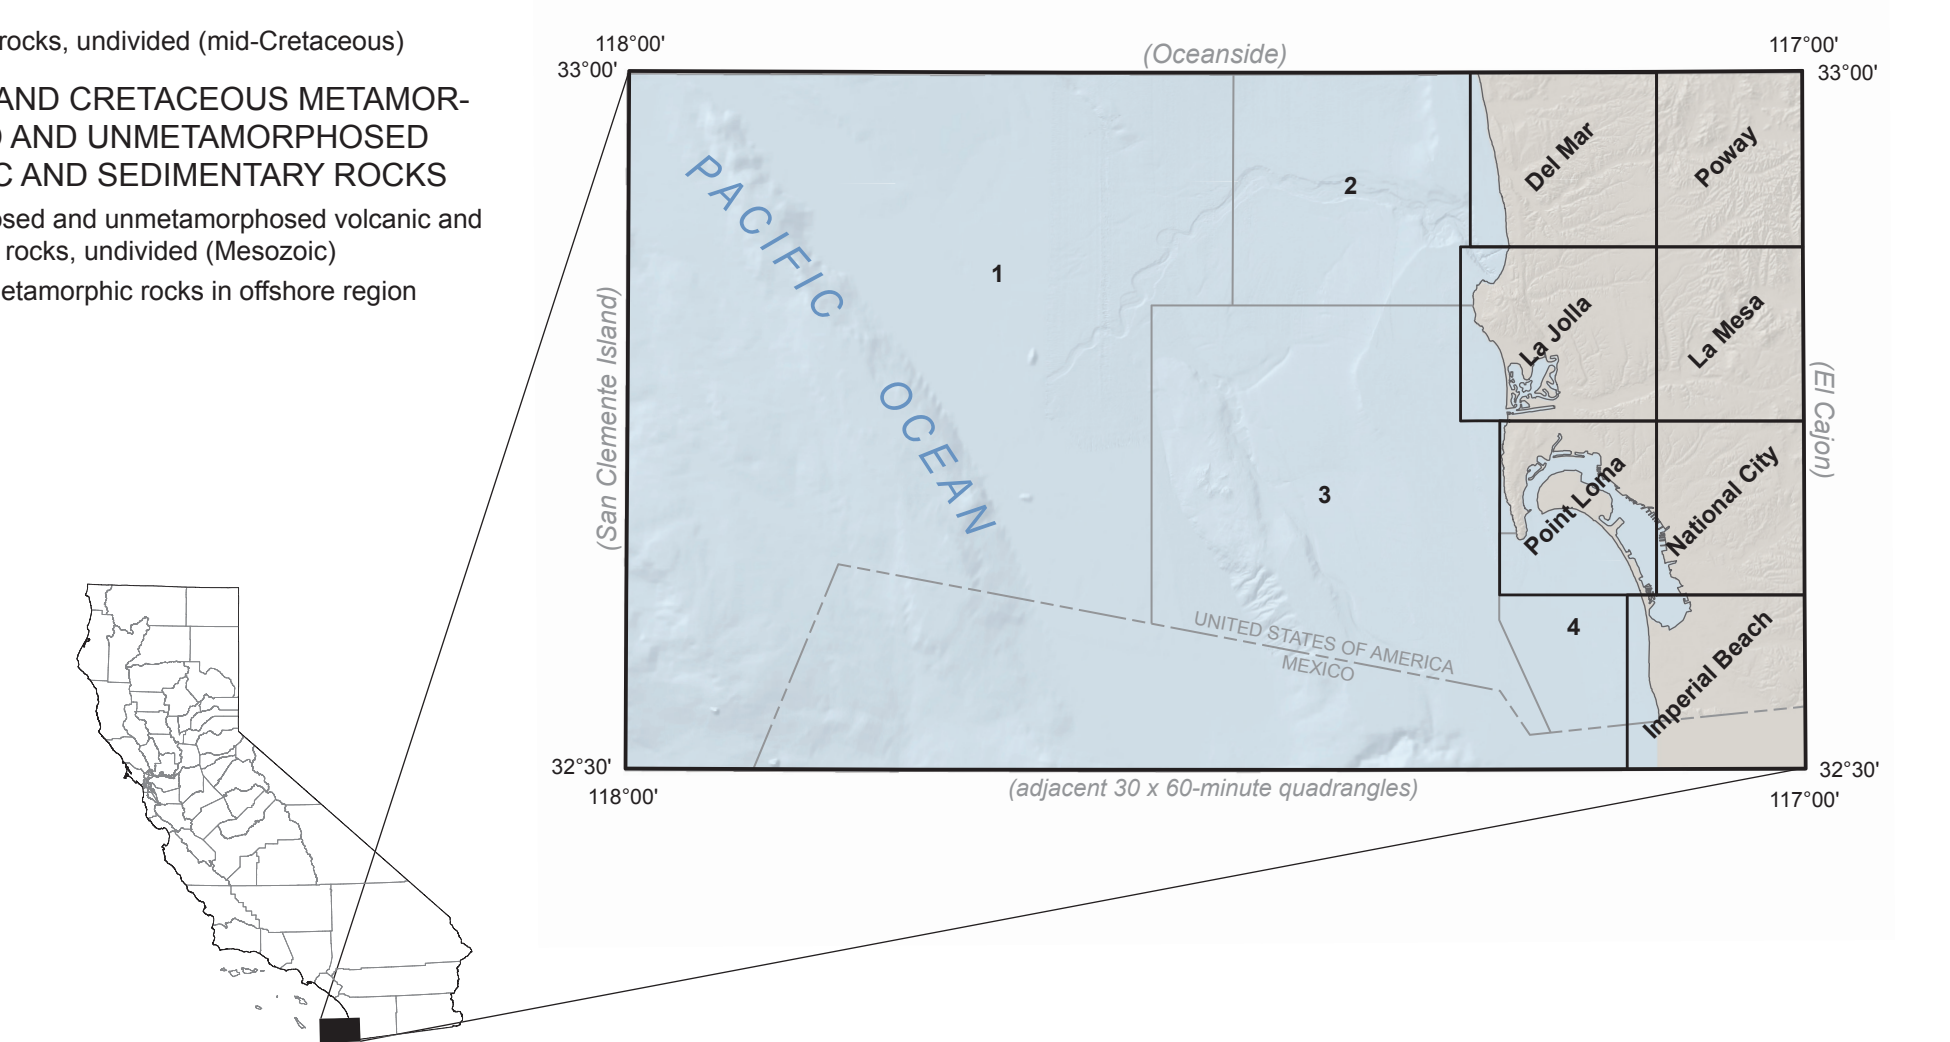 rocks, undivided (mid-Cretaceous)
AND CRETACEOUS METAMOR-
AND UNMETAMORPHOSED
C AND SEDIMENTARY ROCKS
osed and unmetamorphosed volcanic and
rocks, undivided (Mesozoic)
etamorphic rocks in offshore region
118°00'
(Oceanside)
117°00'
33°00'
33°00'
PACIFIC
OCEAN
1
2
3
4
Del Mar
Poway
La Jolla
La Mesa
Point Loma
National City
Imperial Beach
(San Clemente Island)
(El Cajon)
UNITED STATES OF AMERICA
MEXICO
32°30'
32°30'
118°00'
(adjacent 30 x 60-minute quadrangles)
117°00'